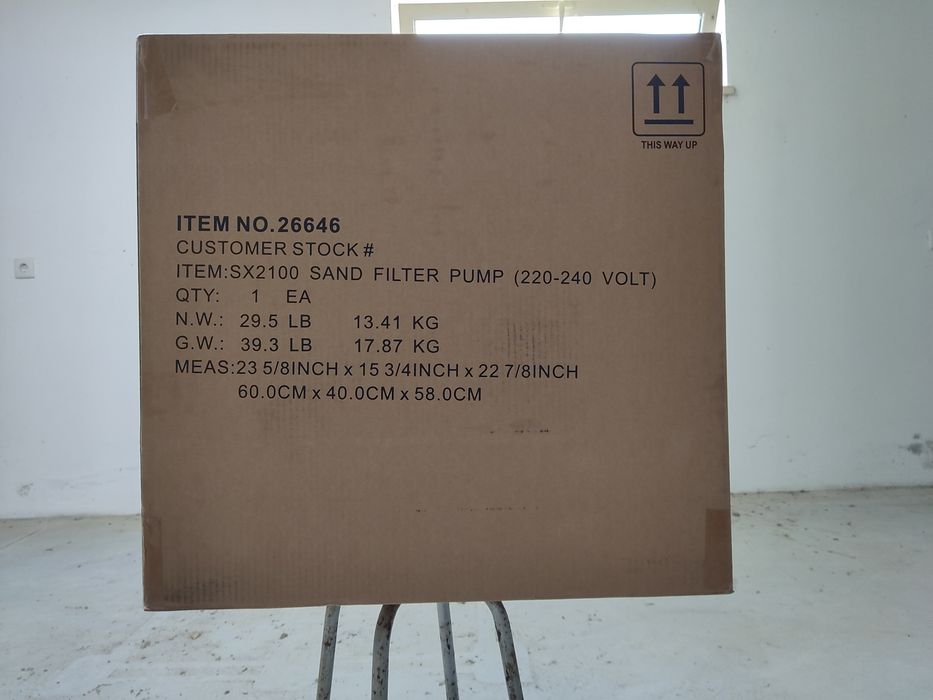 THIS WAY UP
ITEM NO.26646
CUSTOMER STOCK #
ITEM:SX2100 SAND FILTER PUMP (220-240 VOLT)
QTY: 1 EA
N.W.: 29.5 LB 13.41 KG
G.W.: 39.3 LB 17.87 KG
MEAS:23 5/8INCH x 15 3/4INCH x 22 7/8INCH
60.0CM x 40.0CM x 58.0CM